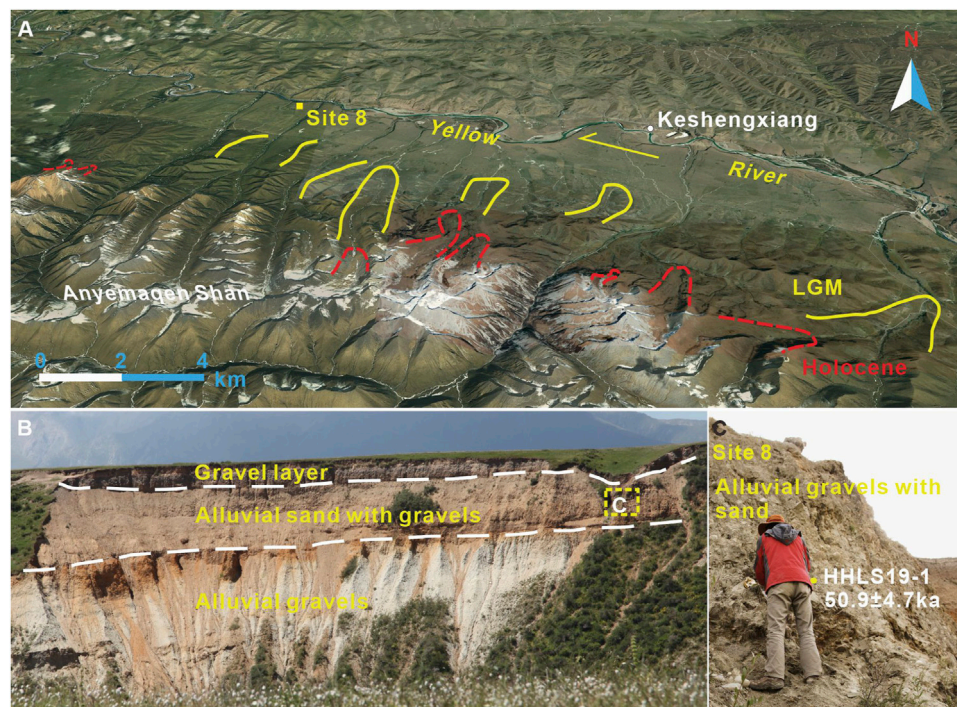 A
N
Site 8
Yellow
Keshengxiang
River
Anyemaqen Shan
LGM
0 2 4
km
Holocene
B
Gravel layer
Alluvial sand with gravels
C
Alluvial gravels
C
Site 8
Alluvial gravels with
sand
HHLS19-1
50.9±4.7ka